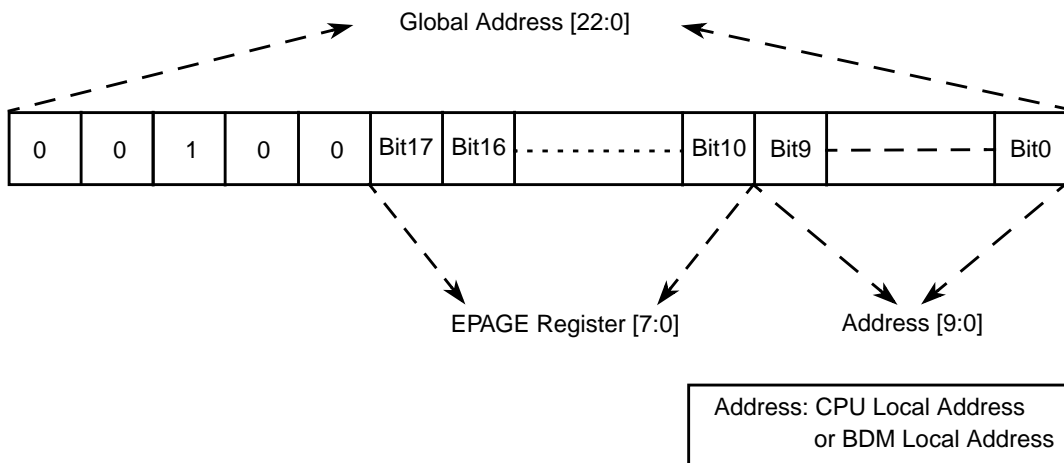 Global Address [22:0]
0 0 1 0 0 Bit17 Bit16 Bit10 Bit9 Bit0
EPAGE Register [7:0] Address [9:0]
Address: CPU Local Address
or BDM Local Address